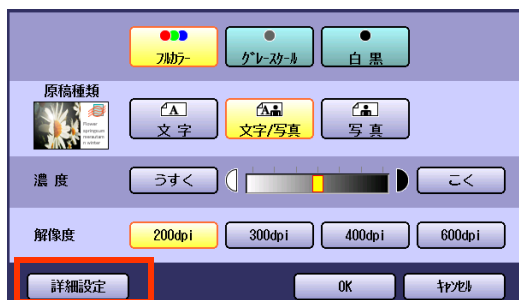 ﾌﾙｶﾗｰ ｸﾞﾚｰｽｹｰﾙ 白 黒
原稿種類
文 字 文字/写真 写 真
濃 度 うすく こく
解像度 200dpi 300dpi 400dpi 600dpi
詳細設定 OK ｷｬﾝｾﾙ